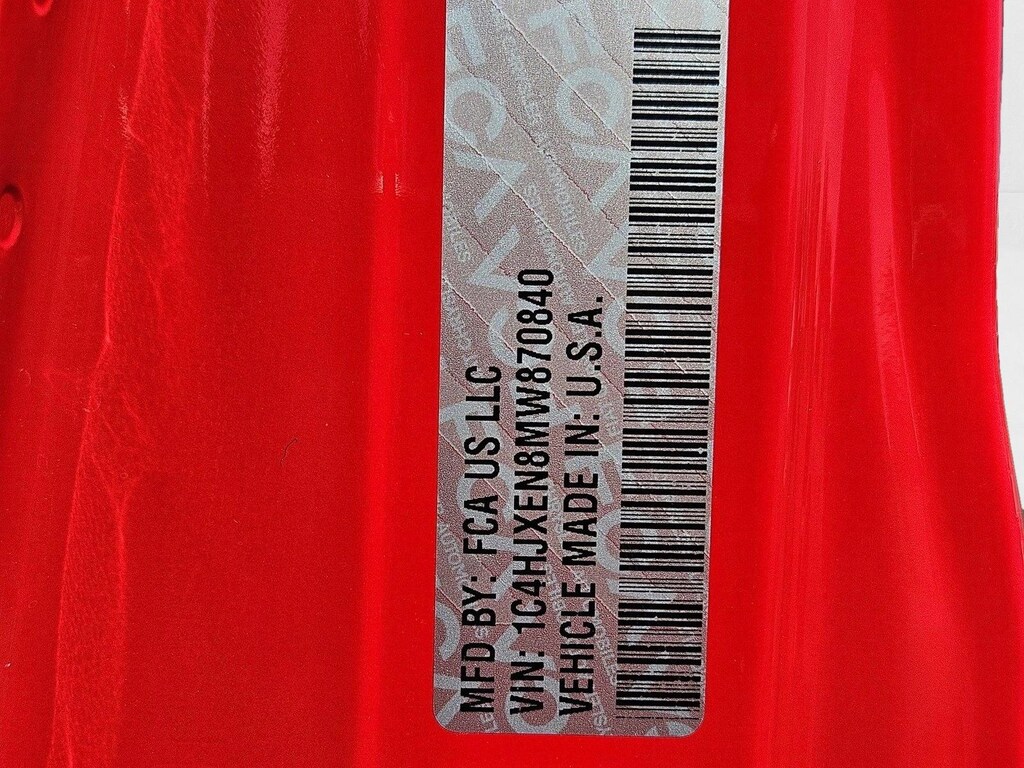 MFD BY: FCA US LLC
VIN: 1C4HJXEN8MW870840
VEHICLE MADE IN: U.S.A.